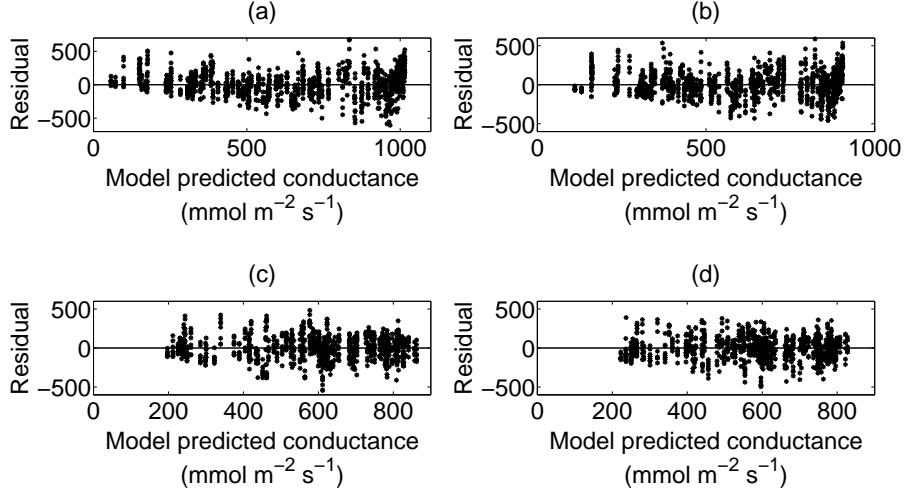 (a)
500
0
−500
Residual
0
500
1000
Model predicted conductance
(mmol m−2 s−1)
(b)
500
0
−500
Residual
0
500
1000
Model predicted conductance
(mmol m−2 s−1)
(c)
500
0
−500
Residual
0
200
400
600
800
Model predicted conductance
(mmol m−2 s−1)
(d)
500
0
−500
Residual
0
200
400
600
800
Model predicted conductance
(mmol m−2 s−1)